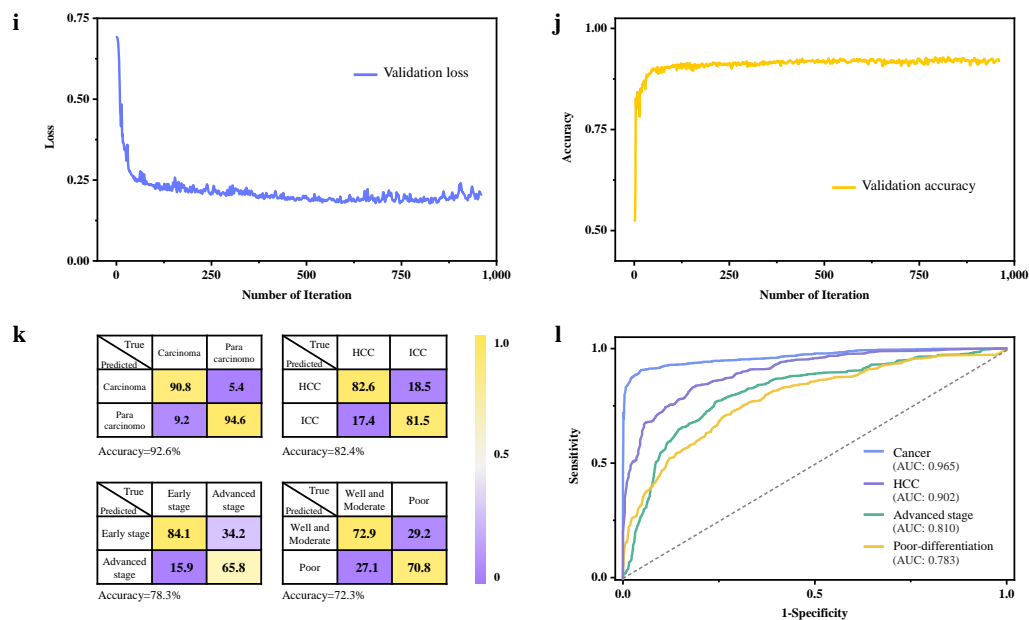 i
0.75
0.50
0.25
0.00
Loss
Validation loss
0
250
500
750
1,000
Number of Iteration
j
1.00
0.75
0.50
Accuracy
Validation accuracy
0
250
500
750
1,000
Number of Iteration
k
True
Predicted
Carcinoma
Para
carcinomo
Carcinoma
90.8
5.4
Para
carcinomo
9.2
94.6
Accuracy=92.6%
True
Predicted
HCC
ICC
HCC
82.6
18.5
ICC
17.4
81.5
Accuracy=82.4%
True
Predicted
Early
stage
Advanced
stage
Early stage
84.1
34.2
Advanced
stage
15.9
65.8
Accuracy=78.3%
True
Predicted
Well and
Moderate
Poor
Well and
Moderate
72.9
29.2
Poor
27.1
70.8
Accuracy=72.3%
1.0
0.5
0
l
1.0
0.5
0.0
Sensitivity
Cancer
(AUC: 0.965)
HCC
(AUC: 0.902)
Advanced stage
(AUC: 0.810)
Poor-differentiation
(AUC: 0.783)
0.0
0.5
1.0
1-Specificity